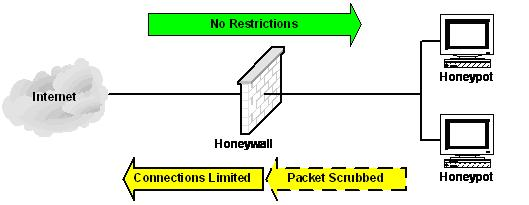 No Restrictions
Honeypot
Internet
Honeywall
Connections Limited
Packet Scrubbed
Honeypot